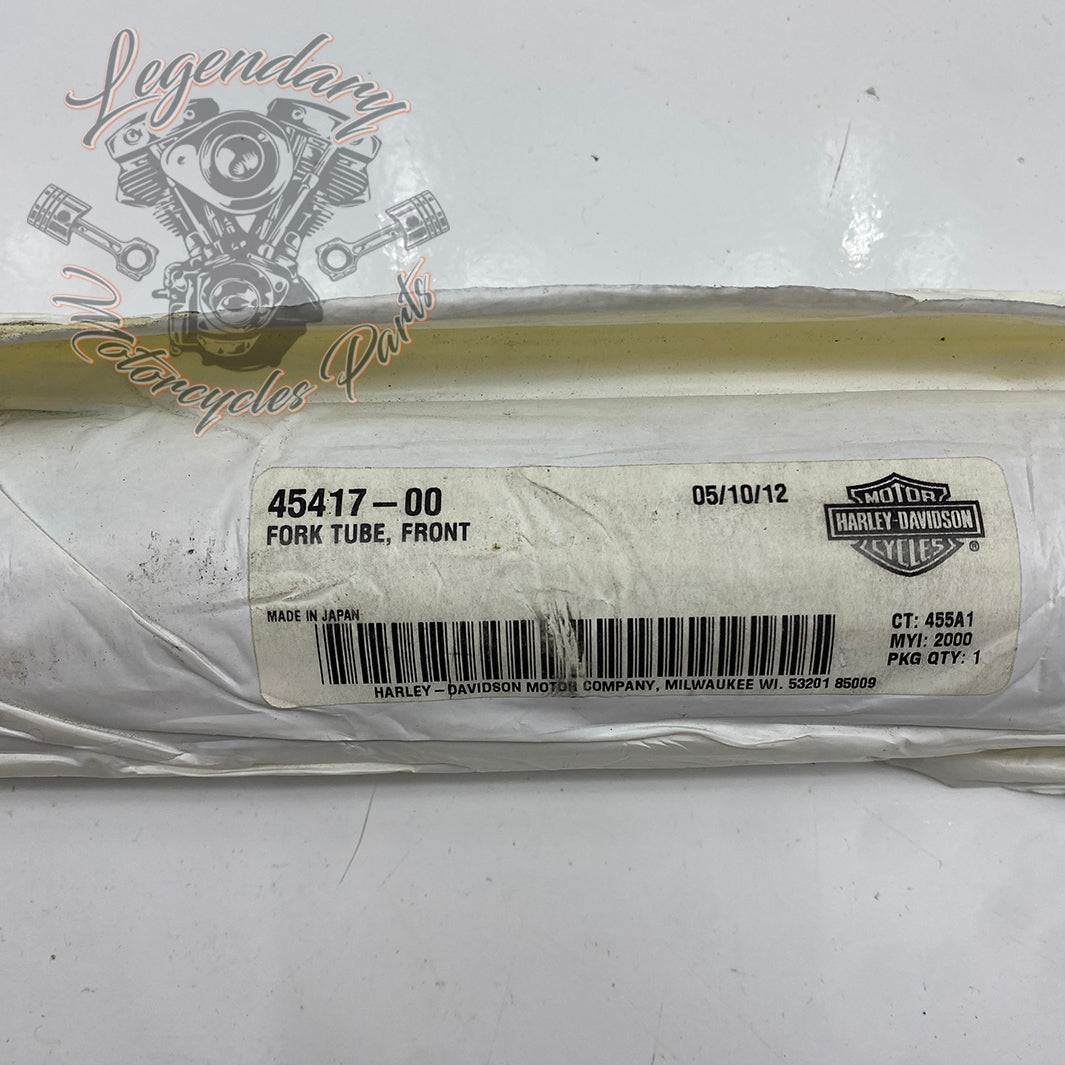 Legendary
Motorcycles Parts
45417-00
05/10/12
FORK TUBE, FRONT
MOTOR
HARLEY-DAVIDSON
CYCLES
®
MADE IN JAPAN
CT: 455A1
MYI: 2000
PKG QTY: 1
HARLEY-DAVIDSON MOTOR COMPANY, MILWAUKEE WI. 53201 85009